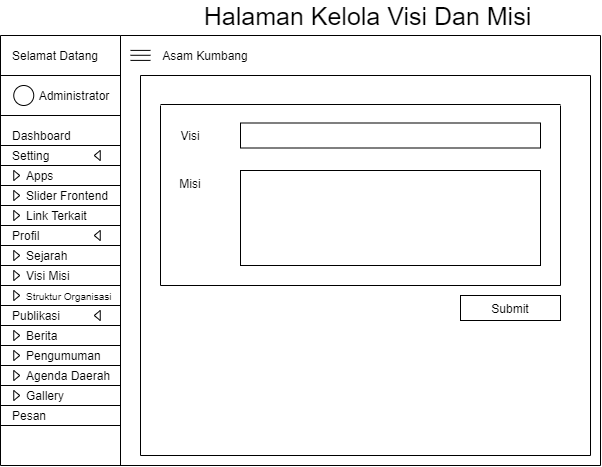 Halaman Kelola Visi Dan Misi
Selamat Datang
Asam Kumbang
Administrator
Dashboard
Setting
Apps
Slider Frontend
Link Terkait
Profil
Sejarah
Visi Misi
Struktur Organisasi
Publikasi
Berita
Pengumuman
Agenda Daerah
Gallery
Pesan
Visi
Misi
Submit